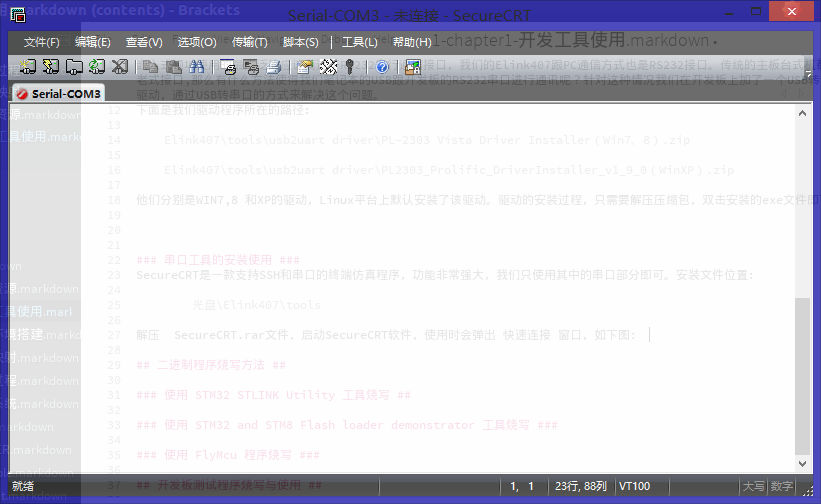 markdown (contents) - Brackets
Serial-COM3 - 未连接 - SecureCRT
文件(F) 编辑(E) 查看(V) 选项(O) 传输(T) 脚本(S) 工具(L) 帮助(H)
1-chapter1-开发工具使用.markdown
Serial-COM3
驱动，通过USB转串口的方式来解决这个问题。
12 下面是我们驱动程序所在的路径:
13
14 Elink407\tools\usb2uart driver\PL-2303 Vista Driver Installer(Win7、8).zip
15
16 Elink407\tools\usb2uart driver\PL2303_Prolific_DriverInstaller_v1_9_0(WinXP).zip
17
18 他们分别是WIN7,8 和XP的驱动，Linux平台上默认安装了该驱动。驱动的安装过程，只需要解压压缩包，双击安装的exe文件即
19
20
21
22 ### 串口工具的安装使用 ###
23 SecureCRT是一款支持SSH和串口的终端仿真程序，功能非常强大，我们只使用其中的串口部分即可。安装文件位置:
24
25 光盘\Elink407\tools
26
27 解压 SecureCRT.rar文件，启动SecureCRT软件，使用时会弹出 快速连接 窗口，如下图:
28
29 ## 二进制程序烧写方法 ##
30
31 ### 使用 STM32 STLINK Utility 工具烧写 ##
32
33 ### 使用 STM32 and STM8 Flash loader demonstrator 工具烧写 ###
34
35 ### 使用 FlyMcu 程序烧写 ###
36
37 ## 开发板测试程序烧写与使用 ##
就绪 1, 1 23行, 88列 VT100 大写 数字